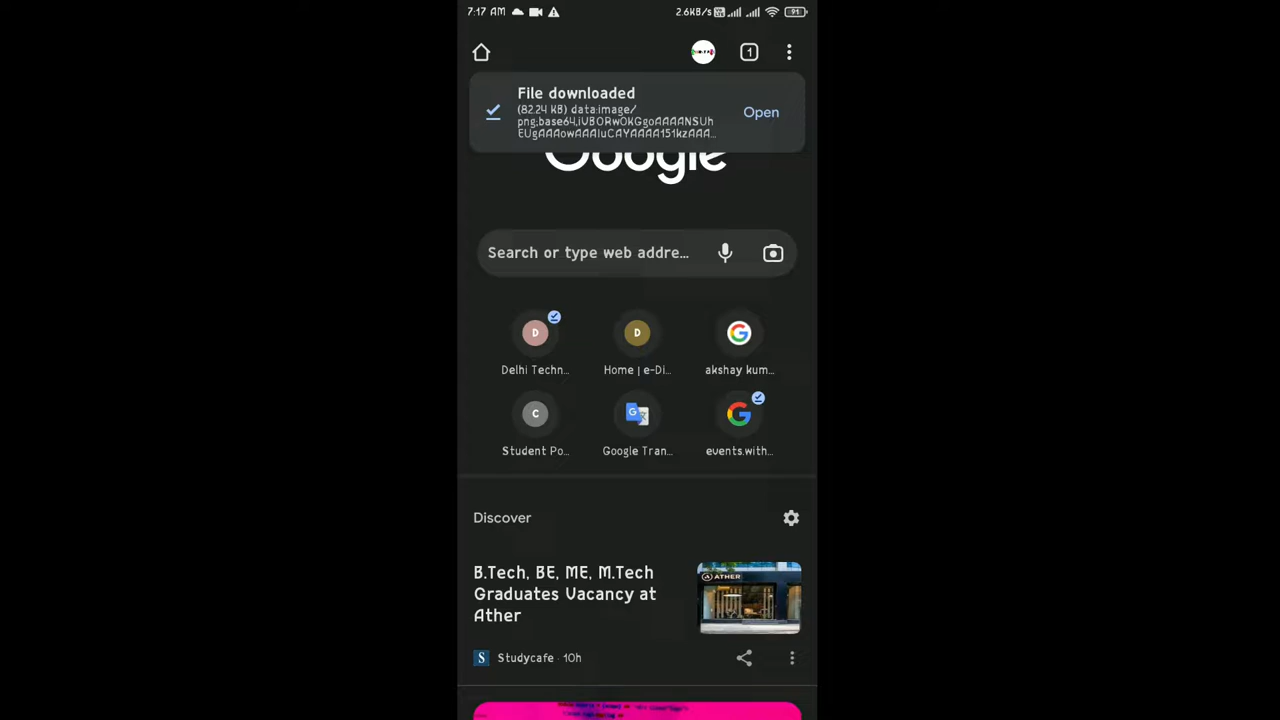 7:17 AM
2.6KB/s
91
1
File downloaded
(82.24 KB) data:image/
png;base64,iVBORw0KGgoAAAANSUh
EUgAAAowAAAIuCAYAAAA151kzAAA...
Open
Google
Search or type web addre...
D
D
Delhi Techn...
Home | e-Di...
akshay kum...
C
Student Po...
Google Tran...
events.with...
Discover
B.Tech, BE, ME, M.Tech
Graduates Vacancy at
Ather
ATHER
S Studycafe · 10h